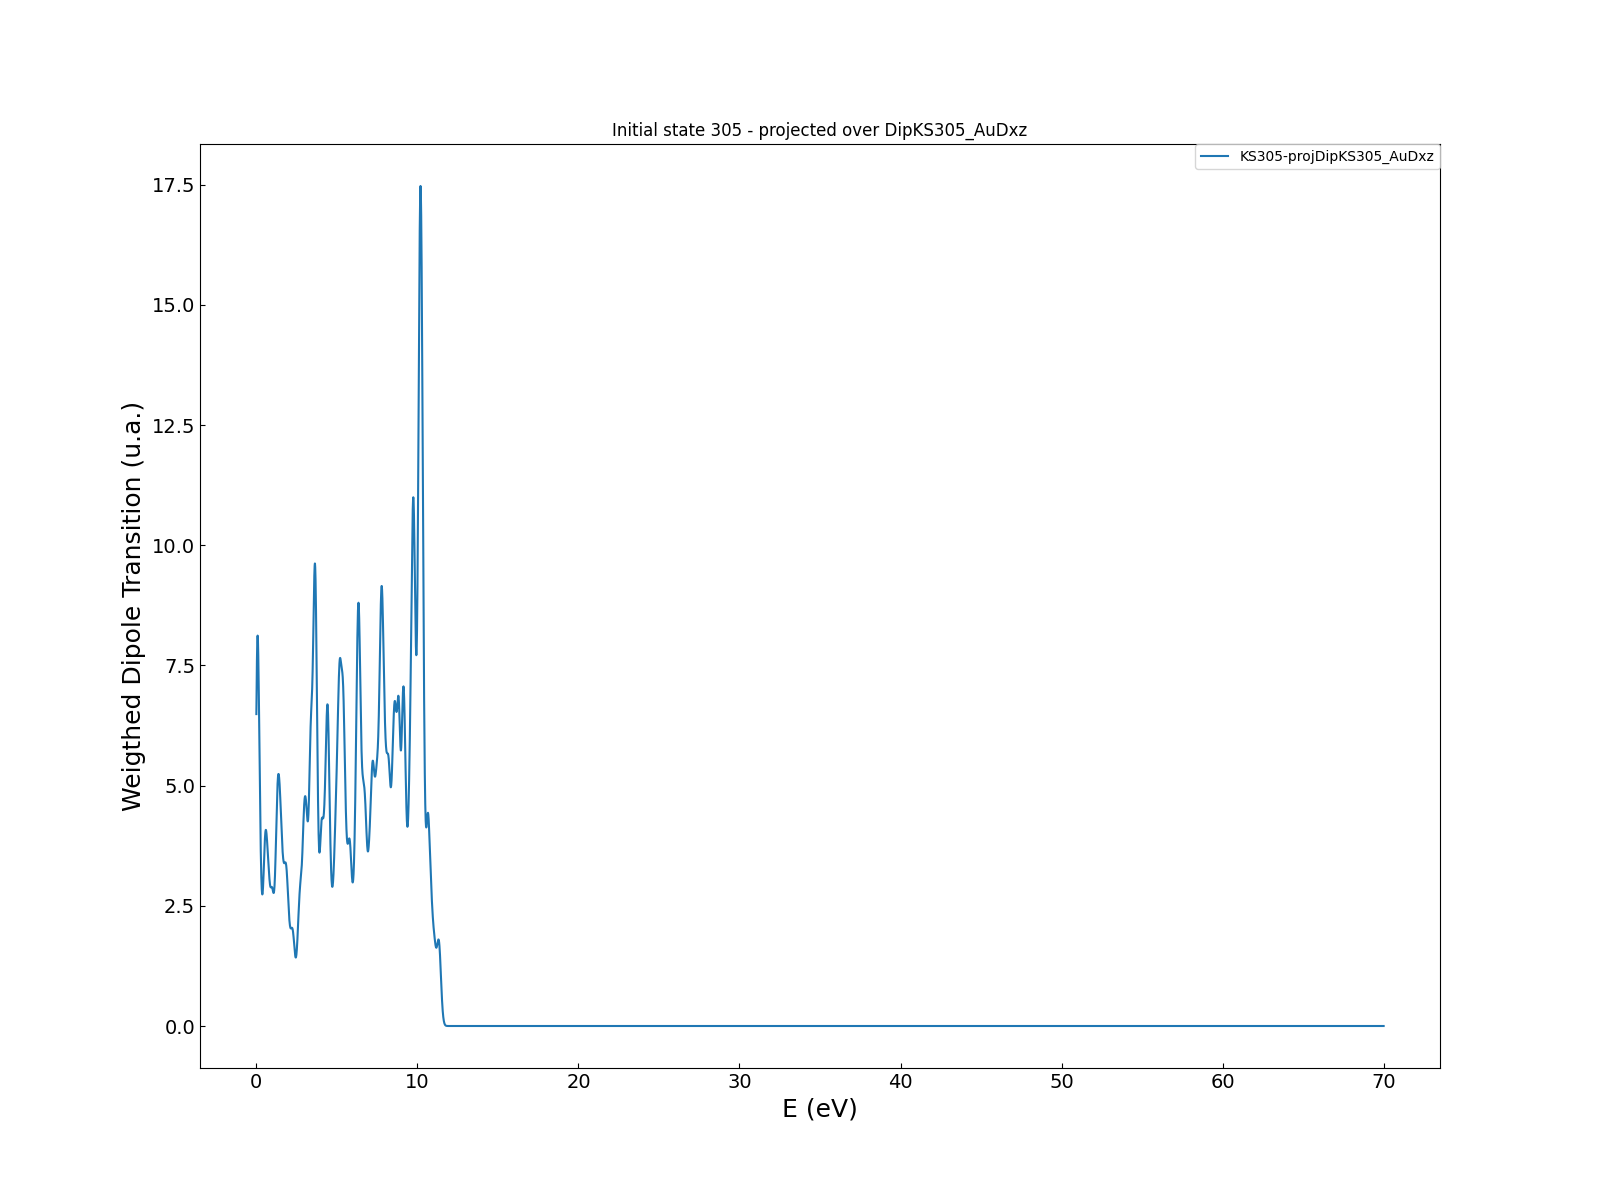 Initial state 305 - projected over DipKS305_AuDxz
KS305-projDipKS305_AuDxz
17.5
15.0
12.5
10.0
7.5
5.0
2.5
0.0
Weigthed Dipole Transition (u.a.)
0 10 20 30 40 50 60 70
E (eV)